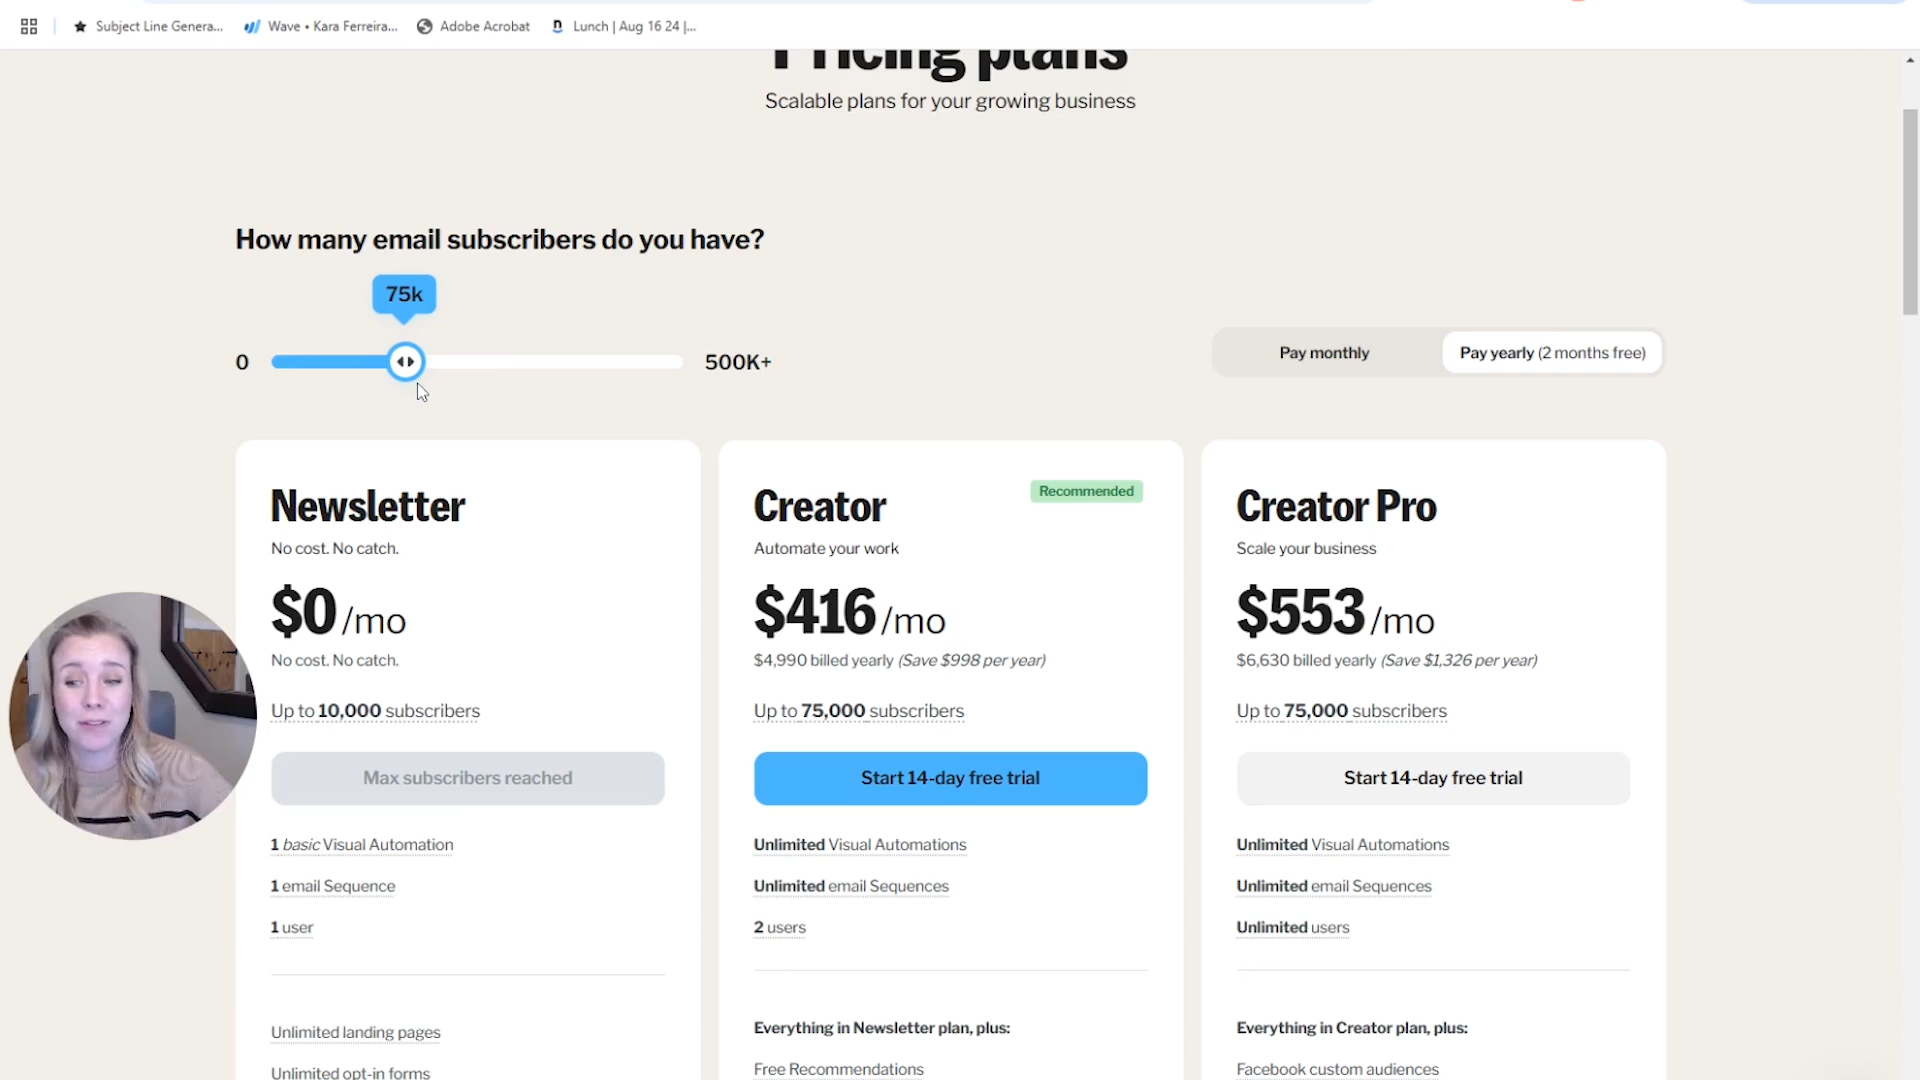 Subject Line Genera...
Wave • Kara Ferreira...
Adobe Acrobat
Lunch | Aug 16 24 |...
Pricing plans
Scalable plans for your growing business
How many email subscribers do you have?
75k
0
500K+
Pay monthly
Pay yearly (2 months free)
Newsletter
No cost. No catch.
$0/mo
No cost. No catch.
Up to 10,000 subscribers
Max subscribers reached
1 basic Visual Automation
1 email Sequence
1 user
Unlimited landing pages
Unlimited opt-in forms
Creator
Recommended
Automate your work
$416/mo
$4,990 billed yearly (Save $998 per year)
Up to 75,000 subscribers
Start 14-day free trial
Unlimited Visual Automations
Unlimited email Sequences
2 users
Everything in Newsletter plan, plus:
Free Recommendations
Creator Pro
Scale your business
$553/mo
$6,630 billed yearly (Save $1,326 per year)
Up to 75,000 subscribers
Start 14-day free trial
Unlimited Visual Automations
Unlimited email Sequences
Unlimited users
Everything in Creator plan, plus:
Facebook custom audiences